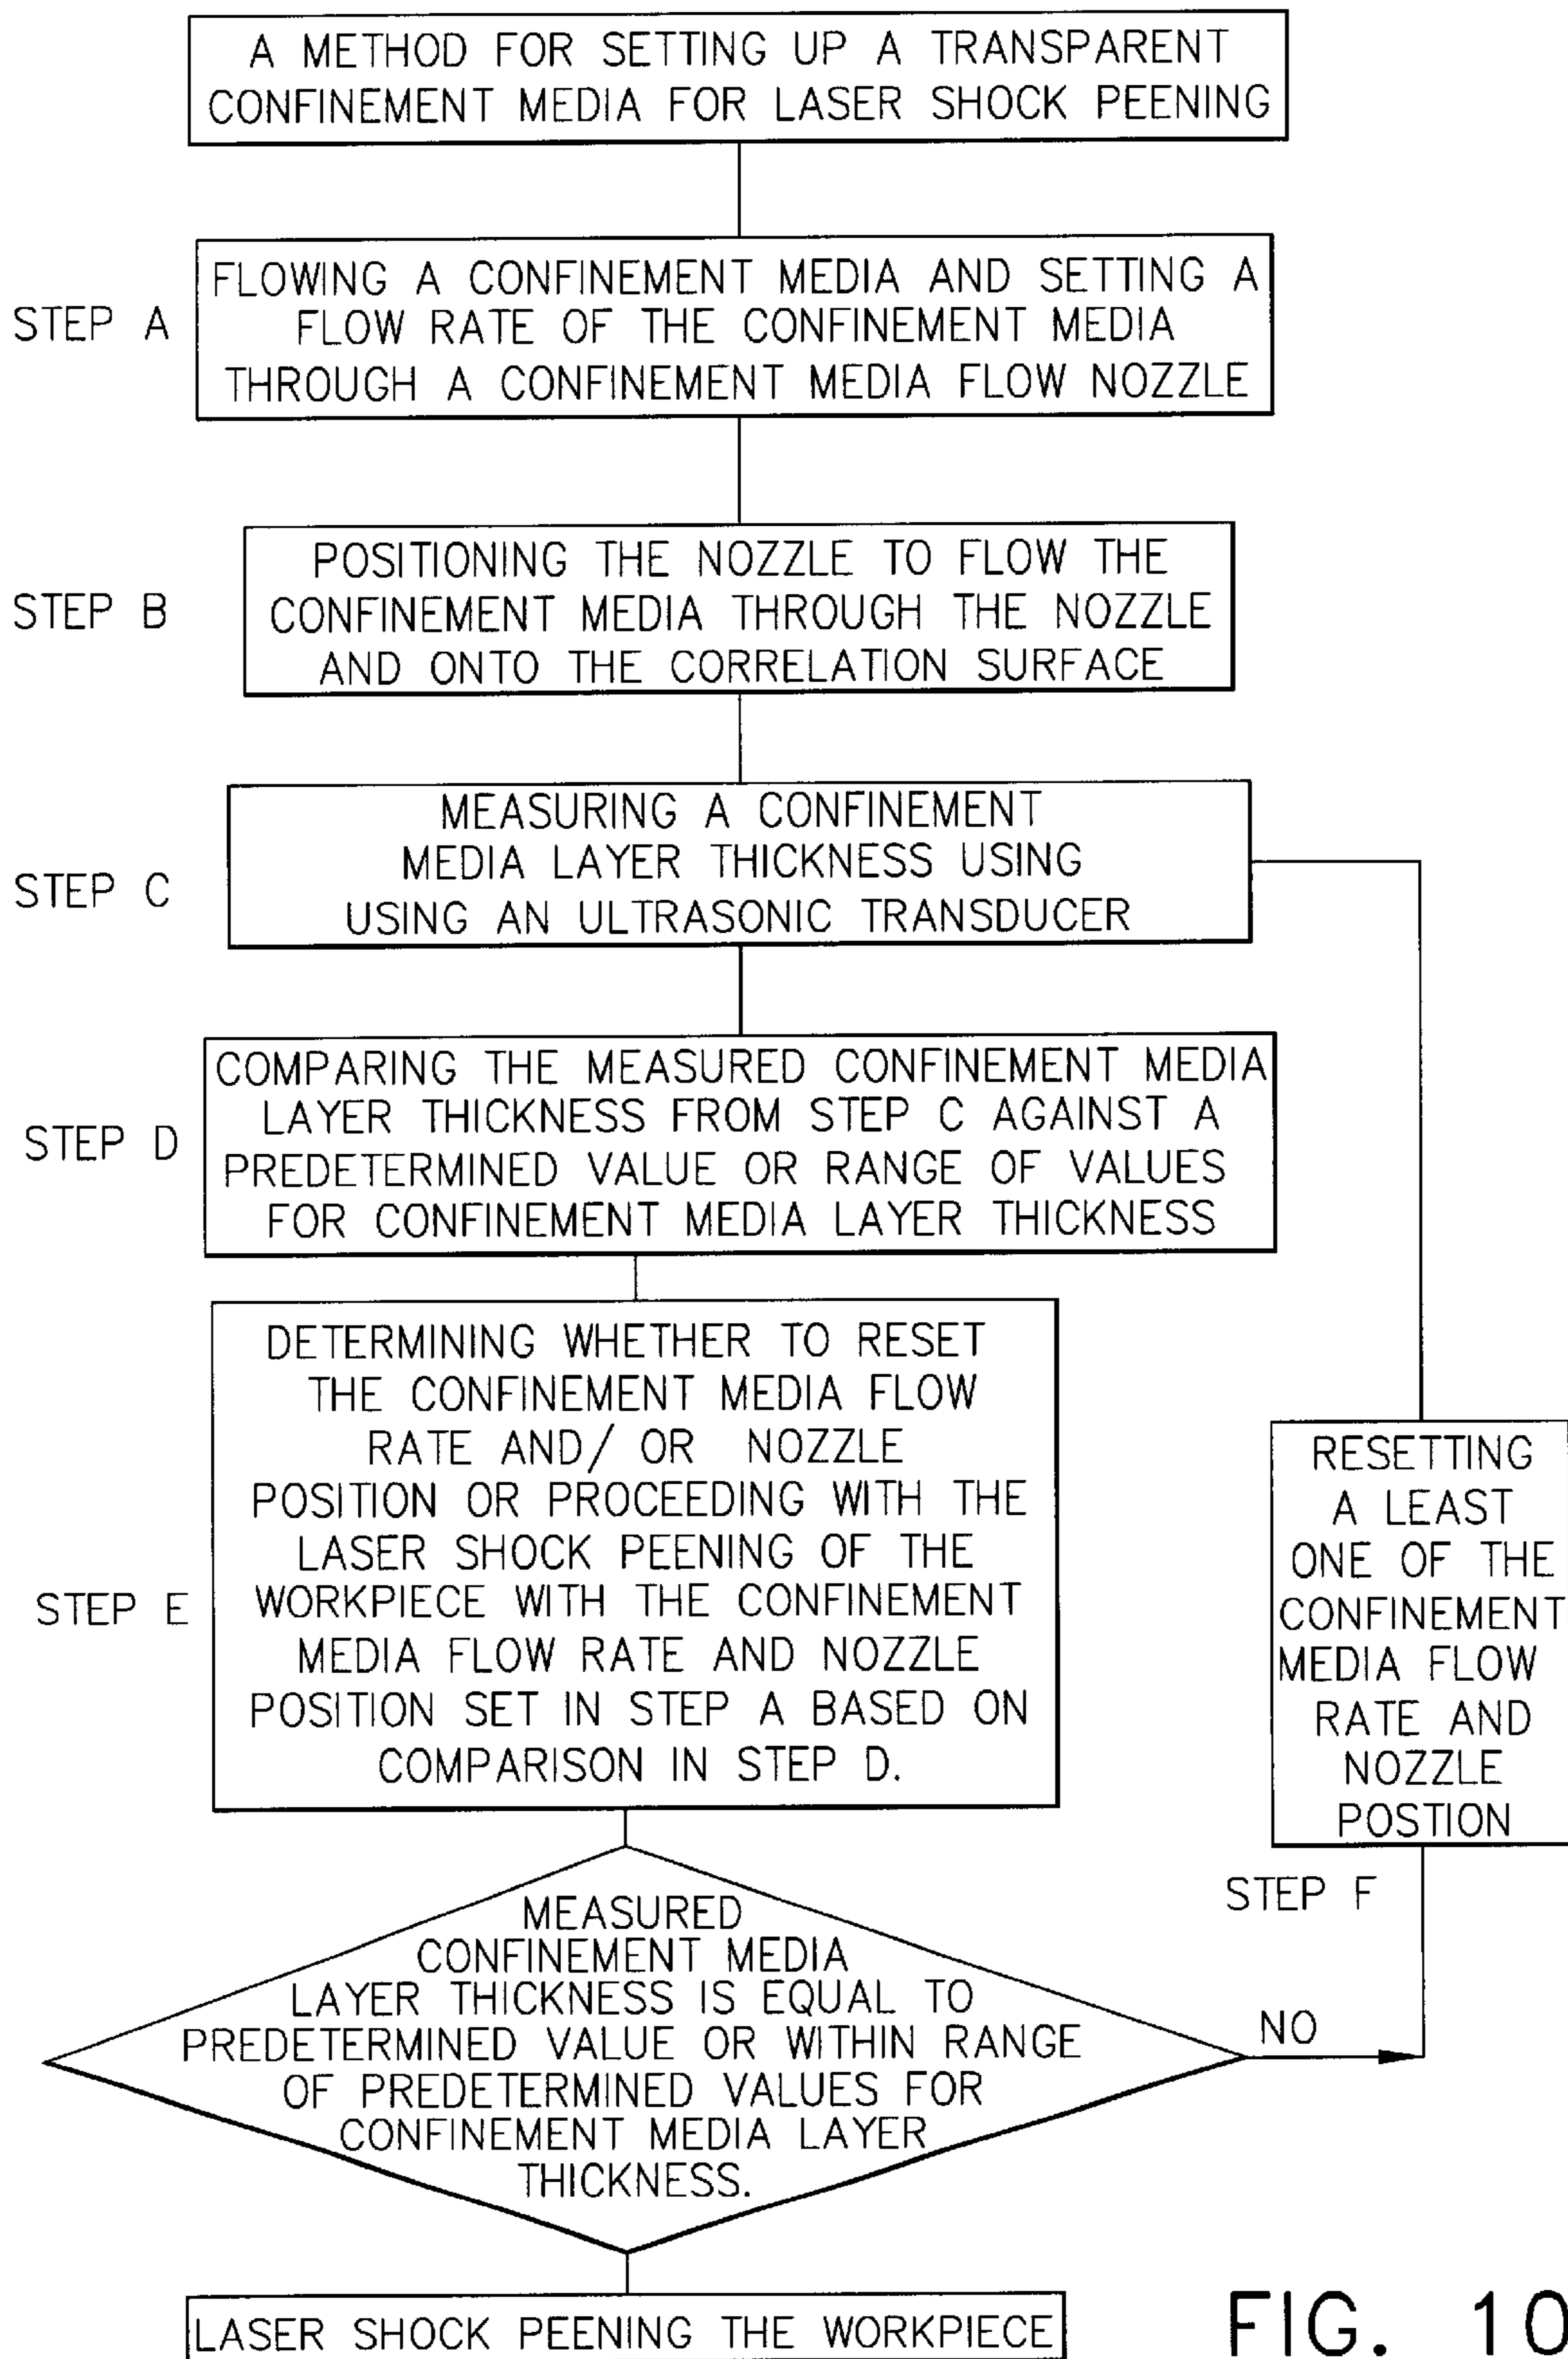 A METHOD FOR SETTING UP A TRANSPARENT
CONFINEMENT MEDIA FOR LASER SHOCK PEENING
STEP A
FLOWING A CONFINEMENT MEDIA AND SETTING A
FLOW RATE OF THE CONFINEMENT MEDIA
THROUGH A CONFINEMENT MEDIA FLOW NOZZLE
STEP B
POSITIONING THE NOZZLE TO FLOW THE
CONFINEMENT MEDIA THROUGH THE NOZZLE
AND ONTO THE CORRELATION SURFACE
STEP C
MEASURING A CONFINEMENT
MEDIA LAYER THICKNESS USING
USING AN ULTRASONIC TRANSDUCER
STEP D
COMPARING THE MEASURED CONFINEMENT MEDIA
LAYER THICKNESS FROM STEP C AGAINST A
PREDETERMINED VALUE OR RANGE OF VALUES
FOR CONFINEMENT MEDIA LAYER THICKNESS
STEP E
DETERMINING WHETHER TO RESET
THE CONFINEMENT MEDIA FLOW
RATE AND/ OR NOZZLE
POSITION OR PROCEEDING WITH THE
LASER SHOCK PEENING OF THE
WORKPIECE WITH THE CONFINEMENT
MEDIA FLOW RATE AND NOZZLE
POSITION SET IN STEP A BASED ON
COMPARISON IN STEP D.
RESETTING
A LEAST
ONE OF THE
CONFINEMENT
MEDIA FLOW
RATE AND
NOZZLE
POSTION
STEP F
MEASURED
CONFINEMENT MEDIA
LAYER THICKNESS IS EQUAL TO
PREDETERMINED VALUE OR WITHIN RANGE
OF PREDETERMINED VALUES FOR
CONFINEMENT MEDIA LAYER
THICKNESS.
NO
LASER SHOCK PEENING THE WORKPIECE
FIG. 10